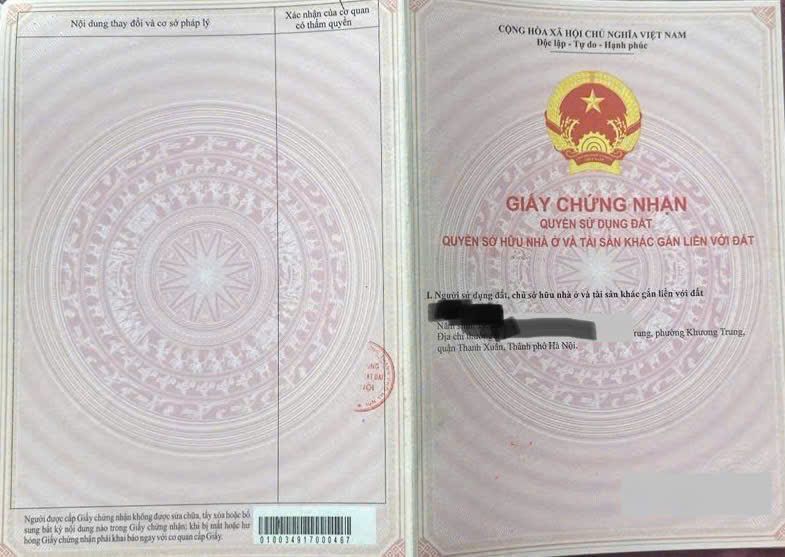 Nội dung thay đổi và cơ sở pháp lý
Xác nhận của cơ quan
có thẩm quyền
Người được cấp Giấy chứng nhận không được sửa chữa, tẩy xóa hoặc bổ
sung bất kỳ nội dung nào trong Giấy chứng nhận; khi bị mất hoặc hư
hỏng Giấy chứng nhận phải khai báo ngay với cơ quan cấp Giấy.
010034917000467
CỘNG HÒA XÃ HỘI CHỦ NGHĨA VIỆT NAM
Độc lập - Tự do - Hạnh phúc
GIẤY CHỨNG NHẬN
QUYỀN SỬ DỤNG ĐẤT
QUYỀN SỞ HỮU NHÀ Ở VÀ TÀI SẢN KHÁC GẮN LIỀN VỚI ĐẤT
I. Người sử dụng đất, chủ sở hữu nhà ở và tài sản khác gắn liền với đất
Năm
Địa chỉ thường rung, phường Khương Trung,
quận Thanh Xuân, Thành phố Hà Nội.